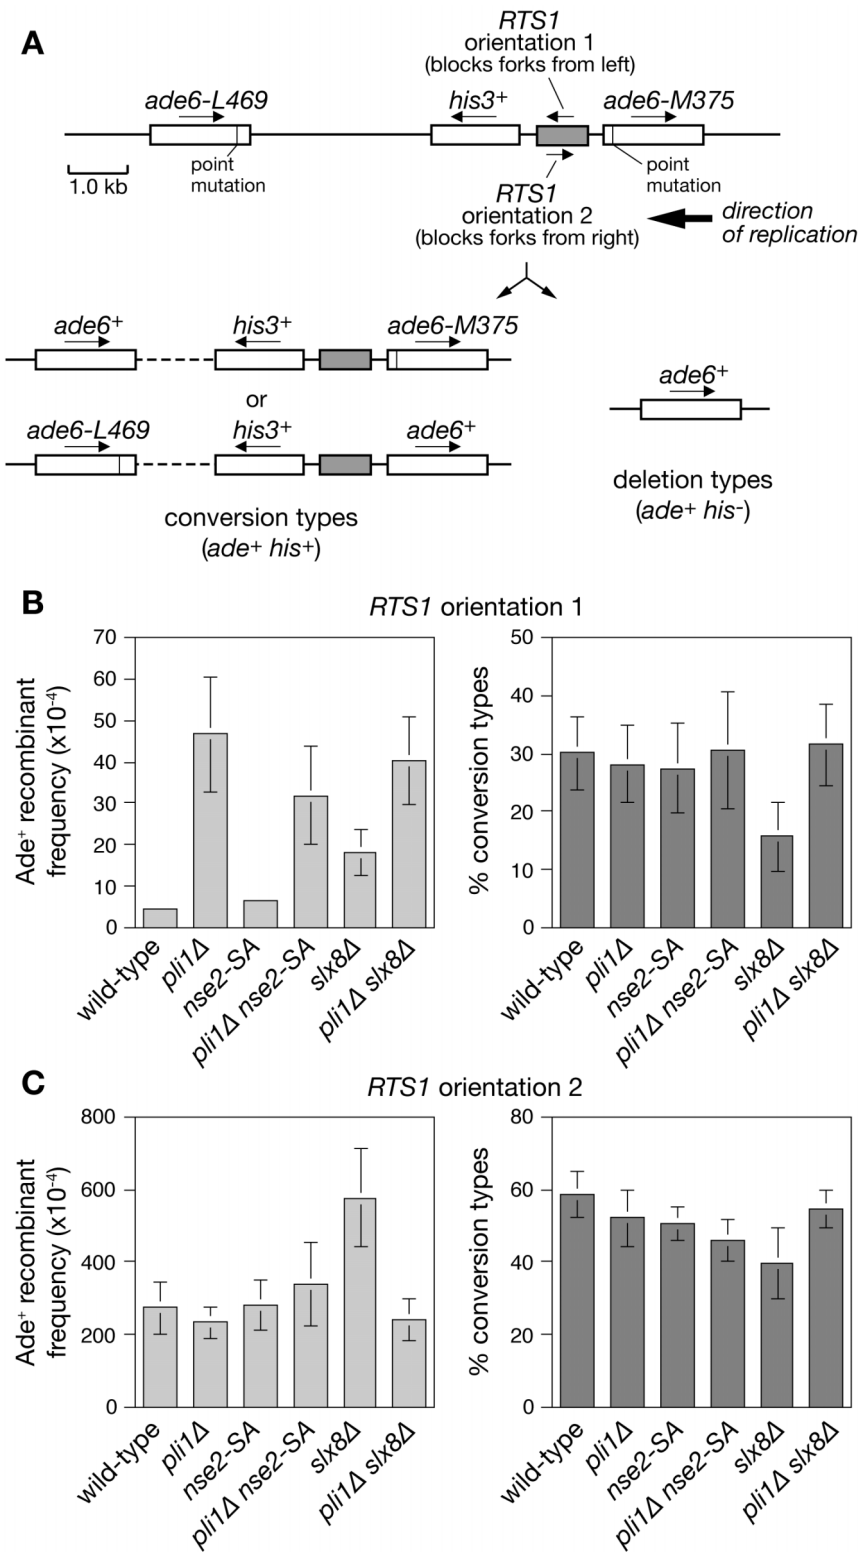 A
RTS1
orientation 1
(blocks forks from left)
ade6-L469
his3+
ade6-M375
point
mutation
point
mutation
1.0 kb
RTS1
orientation 2
(blocks forks from right)
direction
of replication
ade6+
his3+
ade6-M375
or
ade6-L469
his3+
ade6+
conversion types
(ade+ his+)
ade6+
deletion types
(ade+ his-)
B
RTS1 orientation 1
Ade+ recombinant
frequency (x10-4)
70
60
50
40
30
20
10
0
wild-type
pli1Δ
nse2-SA
pli1Δ nse2-SA
slx8Δ
pli1Δ slx8Δ
% conversion types
50
40
30
20
10
0
wild-type
pli1Δ
nse2-SA
pli1Δ nse2-SA
slx8Δ
pli1Δ slx8Δ
C
RTS1 orientation 2
Ade+ recombinant
frequency (x10-4)
800
600
400
200
0
wild-type
pli1Δ
nse2-SA
pli1Δ nse2-SA
slx8Δ
pli1Δ slx8Δ
% conversion types
80
60
40
20
0
wild-type
pli1Δ
nse2-SA
pli1Δ nse2-SA
slx8Δ
pli1Δ slx8Δ